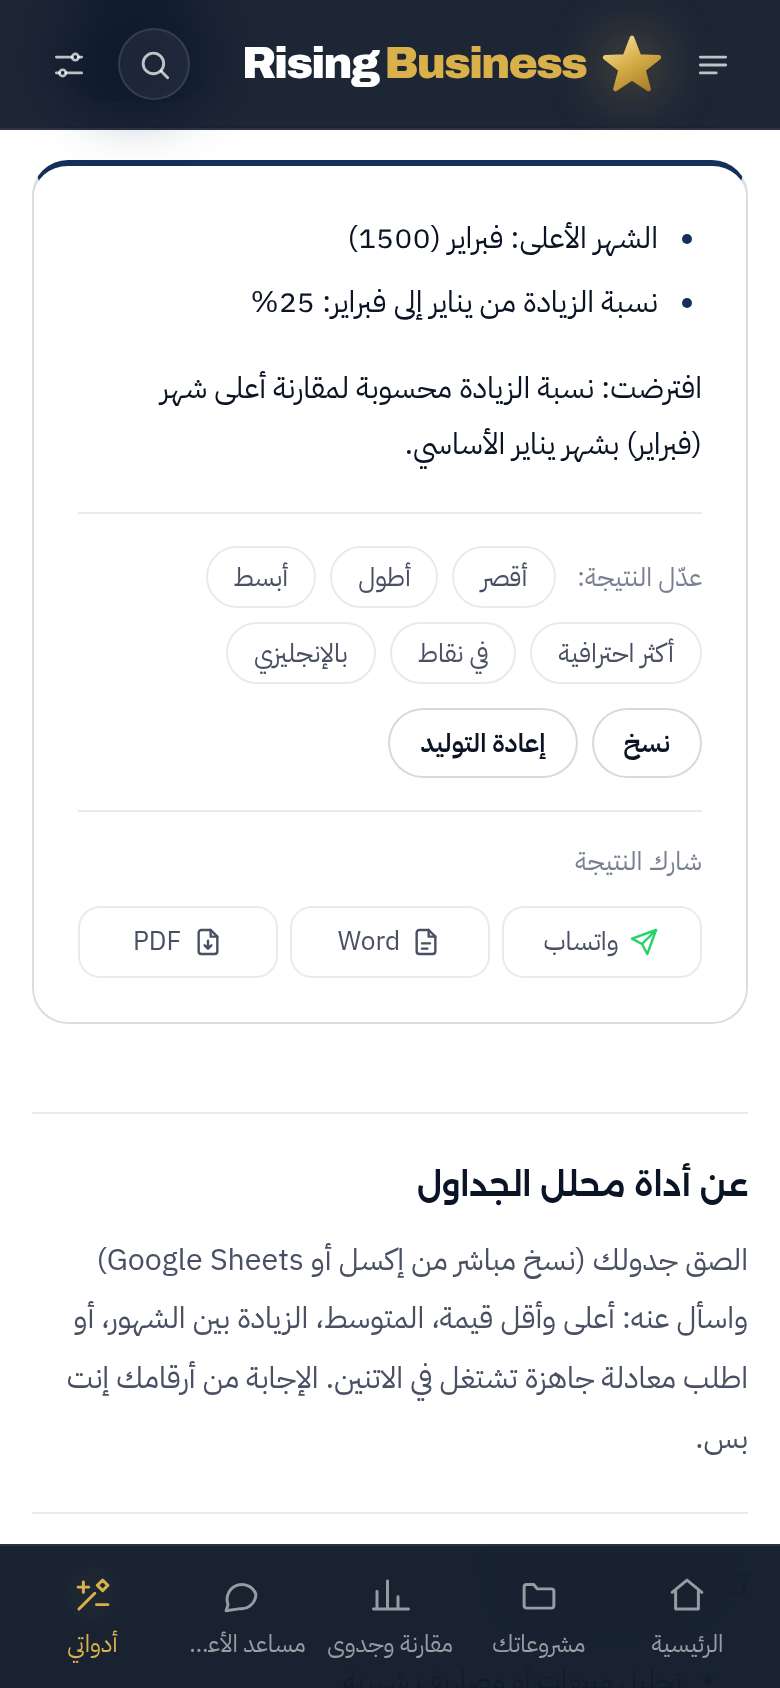 Rising Business
الشهر الأعلى: فبراير (1500)
نسبة الزيادة من يناير إلى فبراير: 25%
افترضت: نسبة الزيادة محسوبة لمقارنة أعلى شهر
(فبراير) بشهر يناير الأساسي.
عدّل النتيجة: أقصر أطول أبسط
أكثر احترافية في نقاط بالإنجليزي
نسخ إعادة التوليد
شارك النتيجة
واتساب Word PDF
عن أداة محلل الجداول
الصق جدولك (نسخ مباشر من إكسل أو Google Sheets)
واسأل عنه: أعلى وأقل قيمة، المتوسط، الزيادة بين الشهور، أو
اطلب معادلة جاهزة تشتغل في الاتنين. الإجابة من أرقامك إنت
بس.
الرئيسية مشروعاتك مقارنة وجدوى مساعد الأع... أدواتي